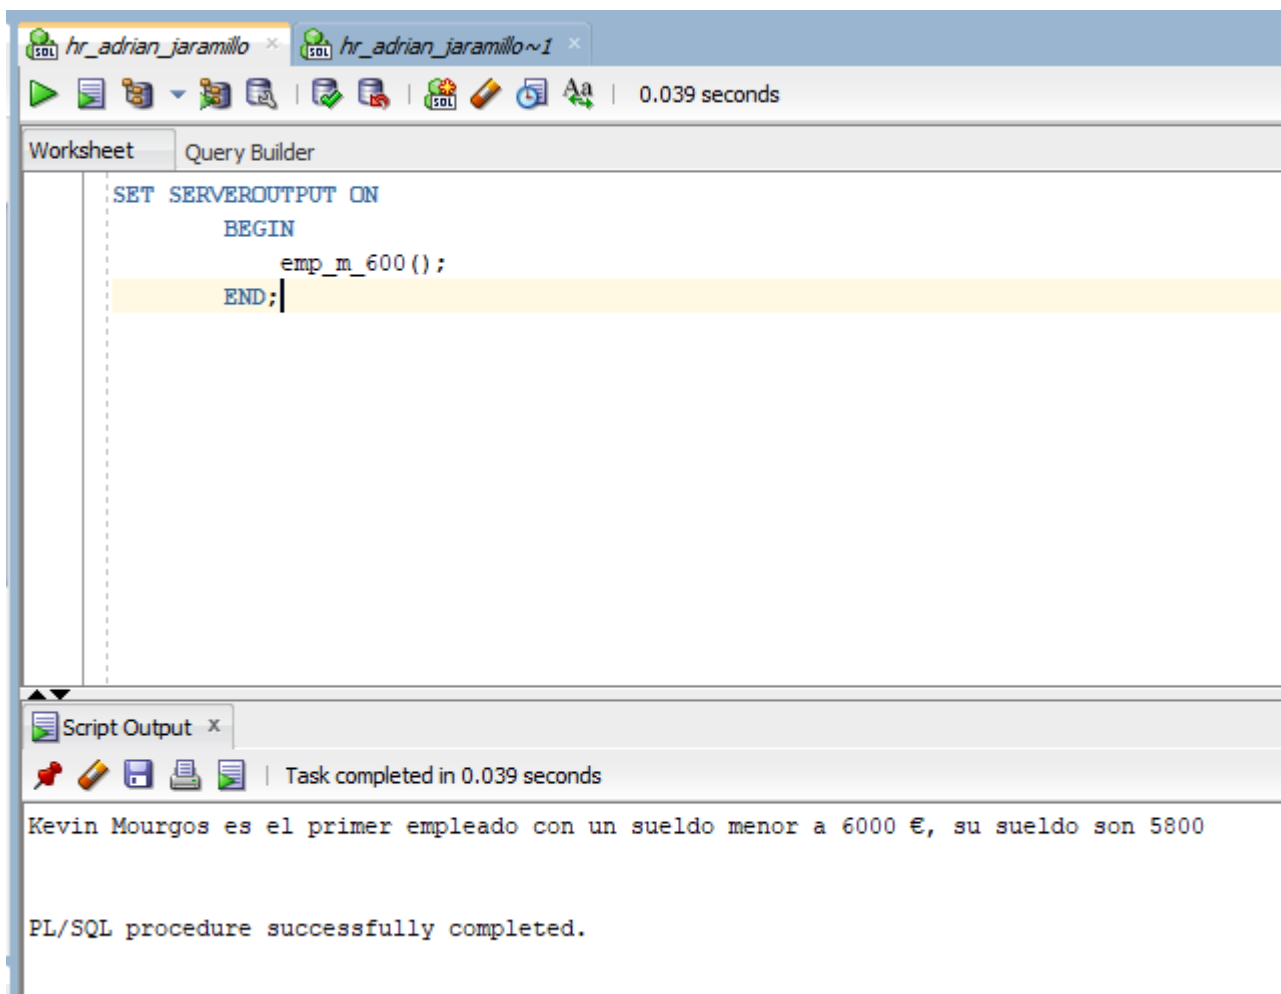 hr_adrian_jaramillo × hr_adrian_jaramillo~1 ×
SQL Aa 0.039 seconds
Worksheet Query Builder
SET SERVEROUTPUT ON
BEGIN
emp_m_600();
END;
Script Output x
Task completed in 0.039 seconds
Kevin Mourgos es el primer empleado con un sueldo menor a 6000 €, su sueldo son 5800
PL/SQL procedure successfully completed.